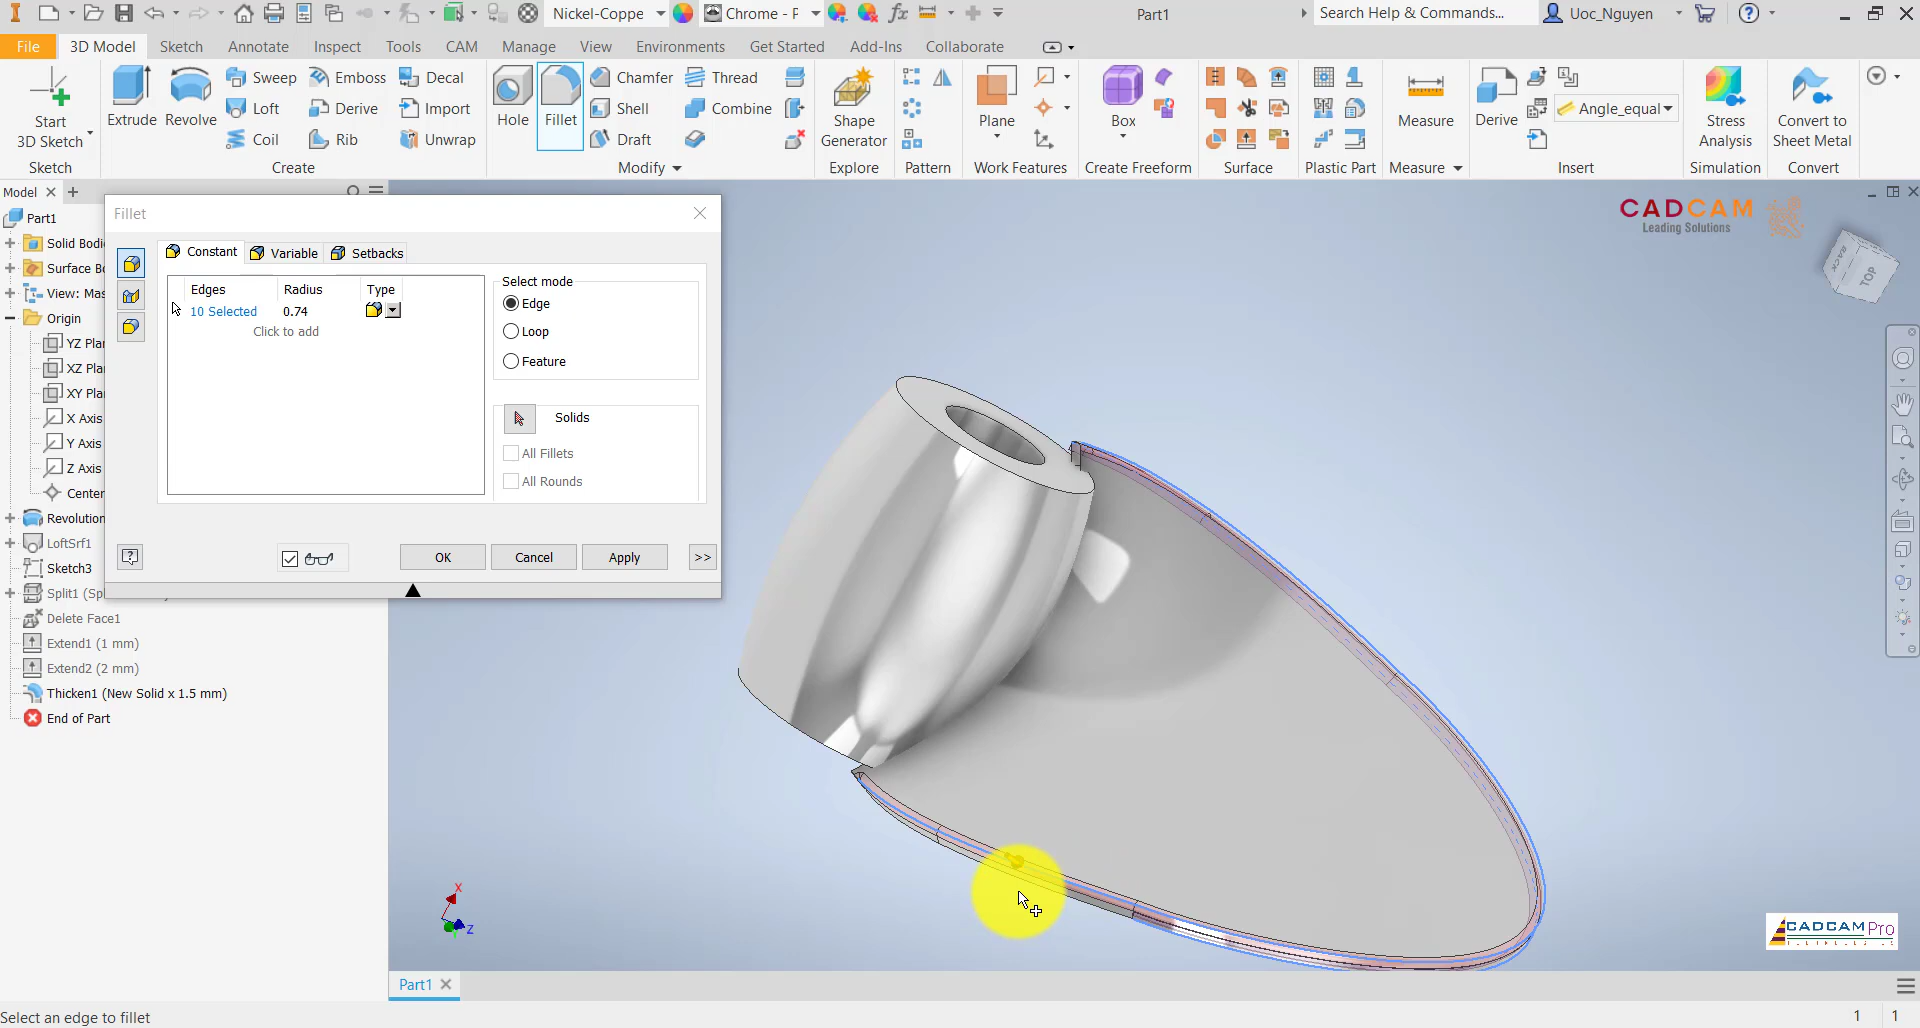 Nickel-Coppe
Chrome - P
Part1
Search Help & Commands...
Uoc_Nguyen
File
3D Model
Sketch
Annotate
Inspect
Tools
CAM
Manage
View
Environments
Get Started
Add-Ins
Collaborate
Start
3D Sketch
Sketch
Extrude
Revolve
Sweep
Loft
Coil
Emboss
Derive
Rib
Decal
Import
Unwrap
Create
Hole
Fillet
Chamfer
Shell
Draft
Thread
Combine
Modify
Shape
Generator
Explore
Pattern
Plane
Work Features
Box
Create Freeform
Surface
Plastic Part
Measure
Measure
Derive
Angle_equal
Insert
Stress
Analysis
Simulation
Convert to
Sheet Metal
Convert
Model
Part1
Solid Bodi
Surface Bo
View: Mas
Origin
YZ Plan
XZ Plan
XY Plan
X Axis
Y Axis
Z Axis
Center
Revolution
LoftSrf1
Sketch3
Split1 (Sp
Delete Face1
Extend1 (1 mm)
Extend2 (2 mm)
Thicken1 (New Solid x 1.5 mm)
End of Part
Fillet
Constant
Variable
Setbacks
Edges Radius Type
10 Selected 0.74
Click to add
Select mode
Edge
Loop
Feature
Solids
All Fillets
All Rounds
OK
Cancel
Apply
>>
CADCAM
Leading Solutions
BACK
TOP
X
Y
Z
CADCAM Pro
Part1
Select an edge to fillet
1 1